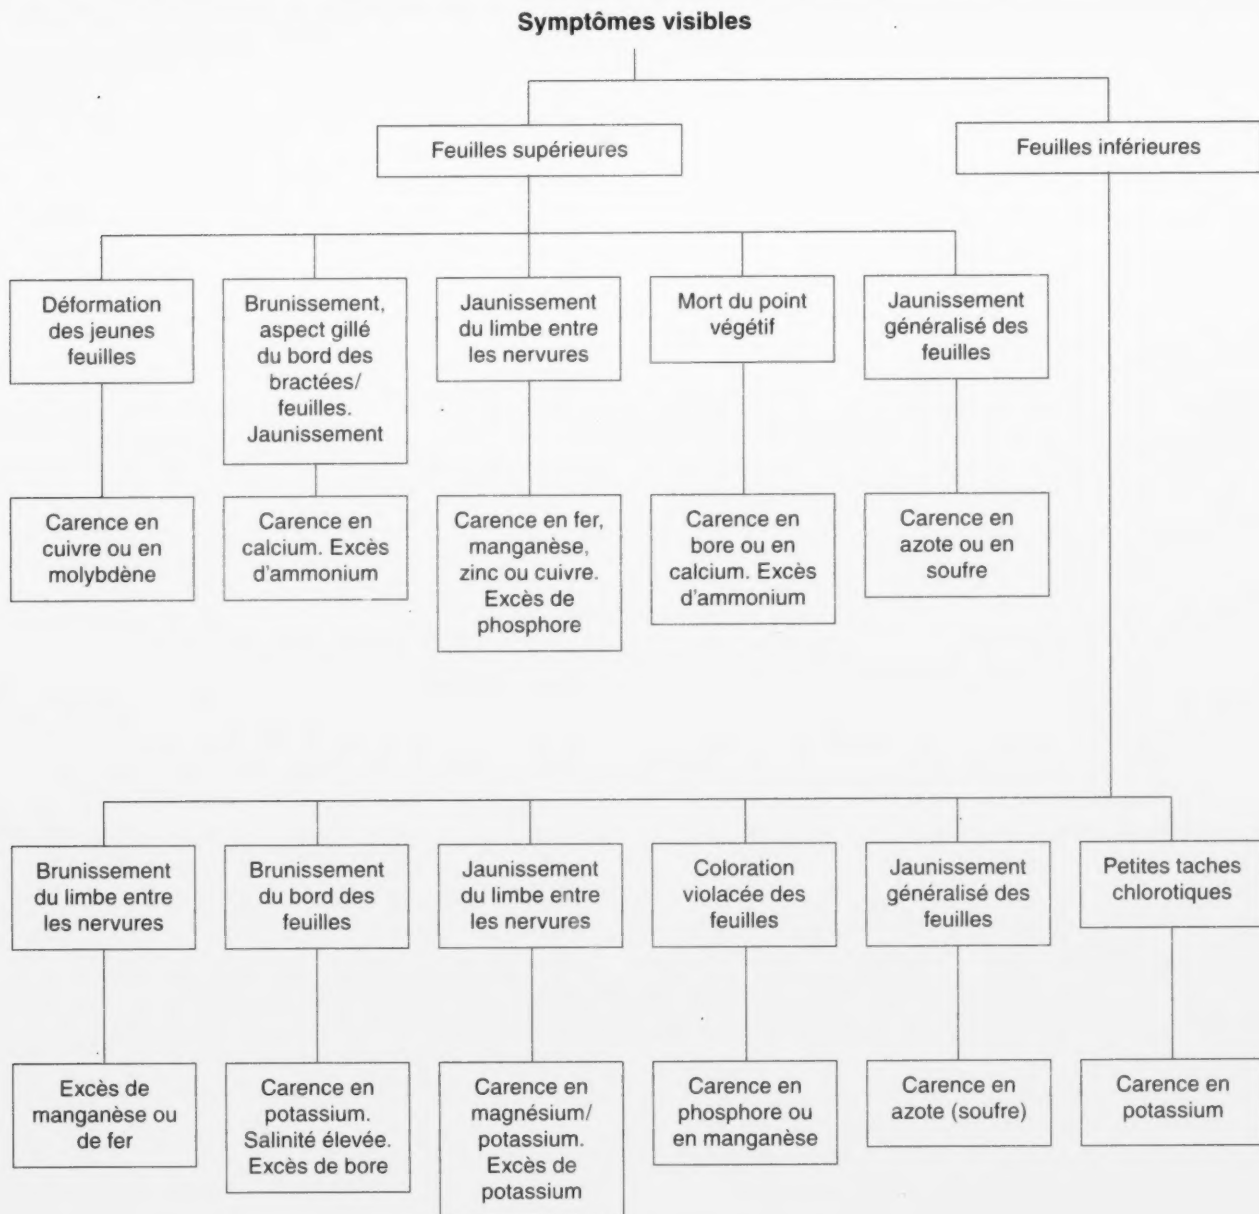 Symptômes visibles
Feuilles supérieures
Feuilles inférieures
Déformation
des jeunes
feuilles
Brunissement,
aspect gillé
du bord des
bractées/
feuilles.
Jaunissement
Jaunissement
du limbe entre
les nervures
Mort du point
végétif
Jaunissement
généralisé des
feuilles
Carence en
cuivre ou en
molybdène
Carence en
calcium. Excès
d'ammonium
Carence en fer,
manganèse,
zinc ou cuivre.
Excès de
phosphore
Carence en
bore ou en
calcium. Excès
d'ammonium
Carence en
azote ou en
soufre
Brunissement
du limbe entre
les nervures
Brunissement
du bord des
feuilles
Jaunissement
du limbe entre
les nervures
Coloration
violacée des
feuilles
Jaunissement
généralisé des
feuilles
Petites taches
chlorotiques
Excès de
manganèse ou
de fer
Carence en
potassium.
Salinité élevée.
Excès de bore
Carence en
magnésium/
potassium.
Excès de
potassium
Carence en
phosphore ou
en manganèse
Carence en
azote (soufre)
Carence en
potassium